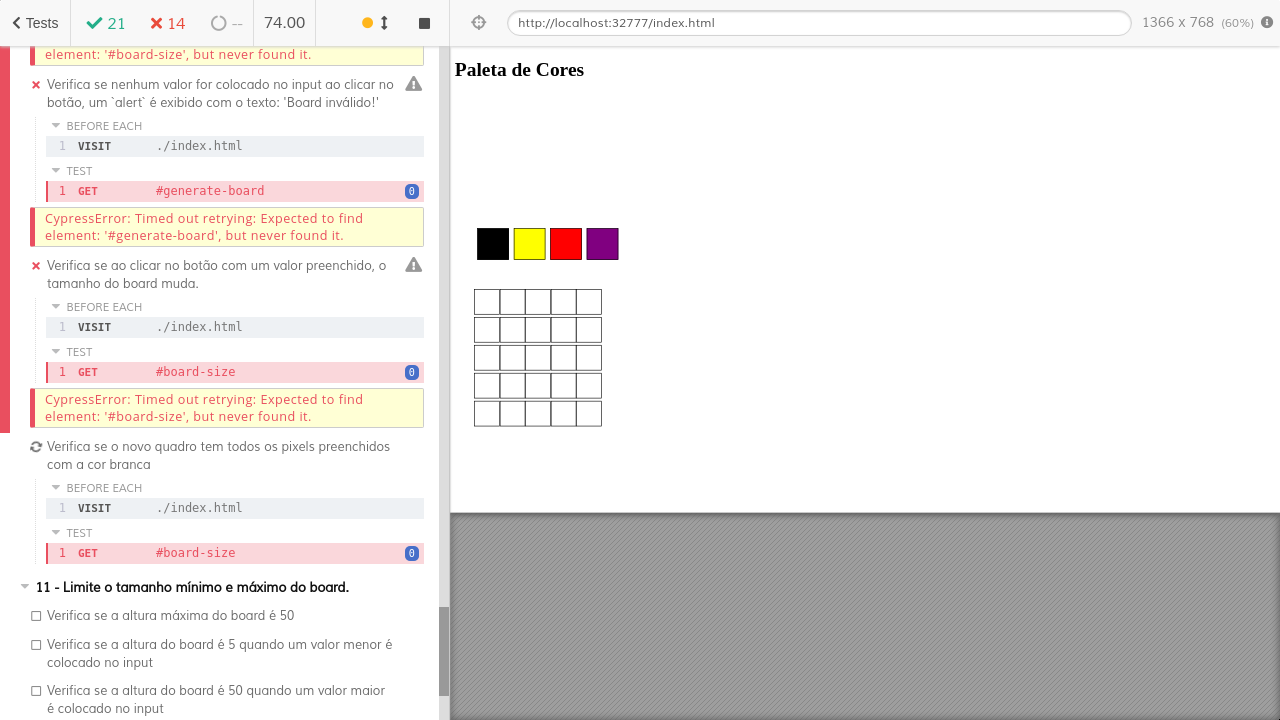 Tests 21 14 -- 74.00 http://localhost:32777/index.html 1366 x 768 (60%)
element: '#board-size', but never found it.
Verifica se nenhum valor for colocado no input ao clicar no
botão, um `alert` é exibido com o texto: 'Board inválido!'
BEFORE EACH
1 VISIT ./index.html
TEST
1 GET #generate-board 0
CypressError: Timed out retrying: Expected to find
element: '#generate-board', but never found it.
Verifica se ao clicar no botão com um valor preenchido, o
tamanho do board muda.
BEFORE EACH
1 VISIT ./index.html
TEST
1 GET #board-size 0
CypressError: Timed out retrying: Expected to find
element: '#board-size', but never found it.
Verifica se o novo quadro tem todos os pixels preenchidos
com a cor branca
BEFORE EACH
1 VISIT ./index.html
TEST
1 GET #board-size 0
11 - Limite o tamanho mínimo e máximo do board.
Verifica se a altura máxima do board é 50
Verifica se a altura do board é 5 quando um valor menor é
colocado no input
Verifica se a altura do board é 50 quando um valor maior
é colocado no input
Paleta de Cores